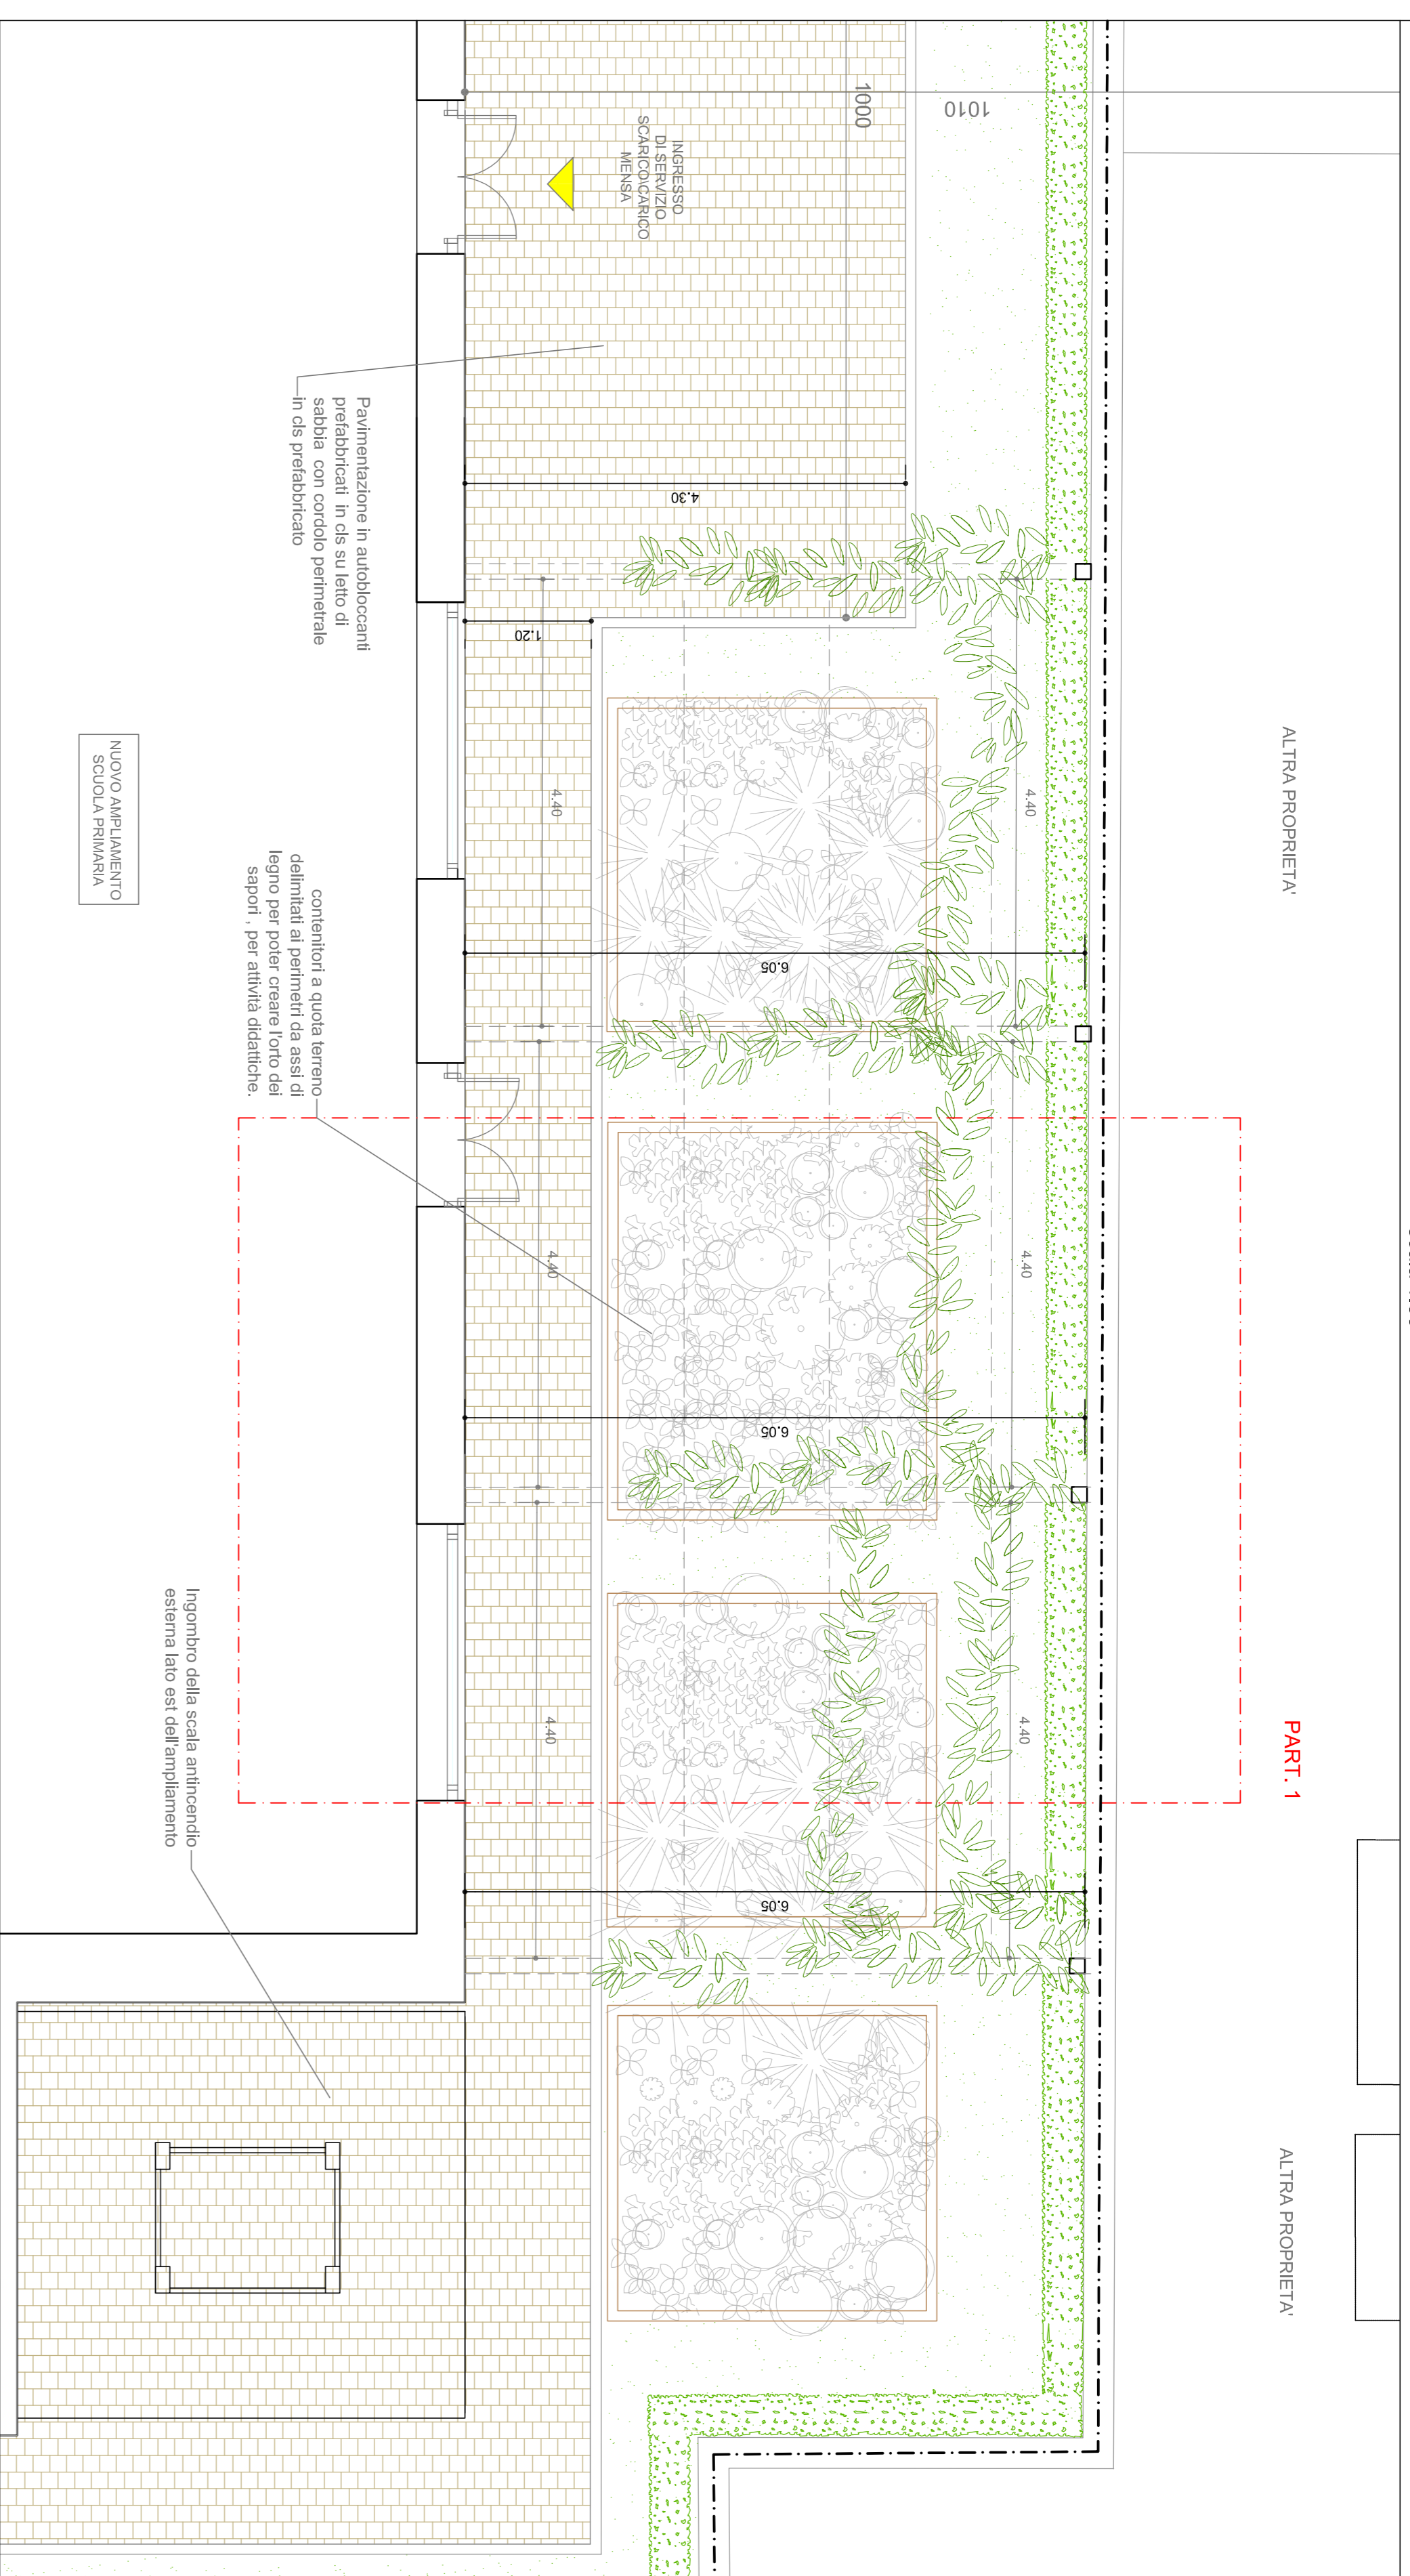 1000
1010
INGRESSO
DI SERVIZIO
SCARICO\CARICO
MENSA
4.30
Pavimentazione in autobloccanti
prefabbricati in cls su letto di
sabbia con cordolo perimetrale
in cls prefabbricato
1.20
ALTRA PROPRIETA'
4.40
4.40
NUOVO AMPLIAMENTO
SCUOLA PRIMARIA
6.05
contenitori a quota terreno
delimitati ai perimetri da assi di
legno per poter creare l'orto dei
sapori , per attività didattiche.
4.40
4.40
6.05
PART. 1
4.40
4.40
Ingombro della scala antincendio
esterna lato est dell'ampliamento
6.05
ALTRA PROPRIETA'